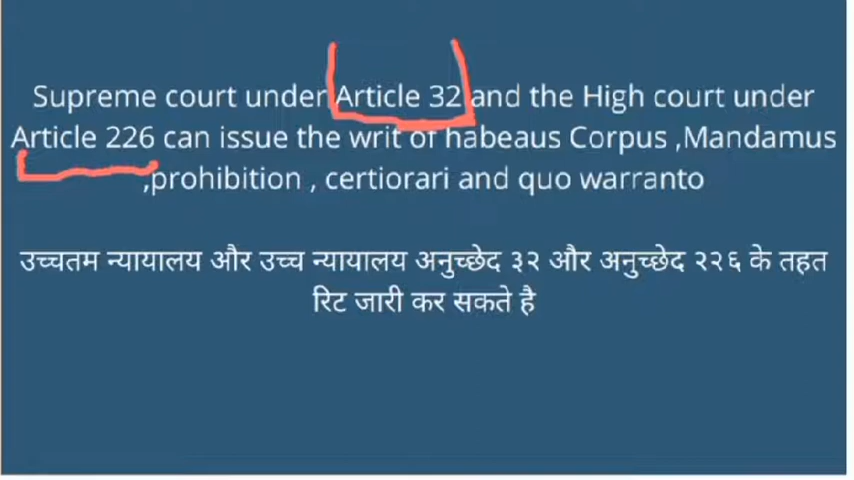 Supreme court under Article 32 and the High court under
Article 226 can issue the writ of habeaus Corpus ,Mandamus
,prohibition , certiorari and quo warranto
उच्चतम न्यायालय और उच्च न्यायालय अनुच्छेद ३२ और अनुच्छेद २२६ के तहत
रिट जारी कर सकते है